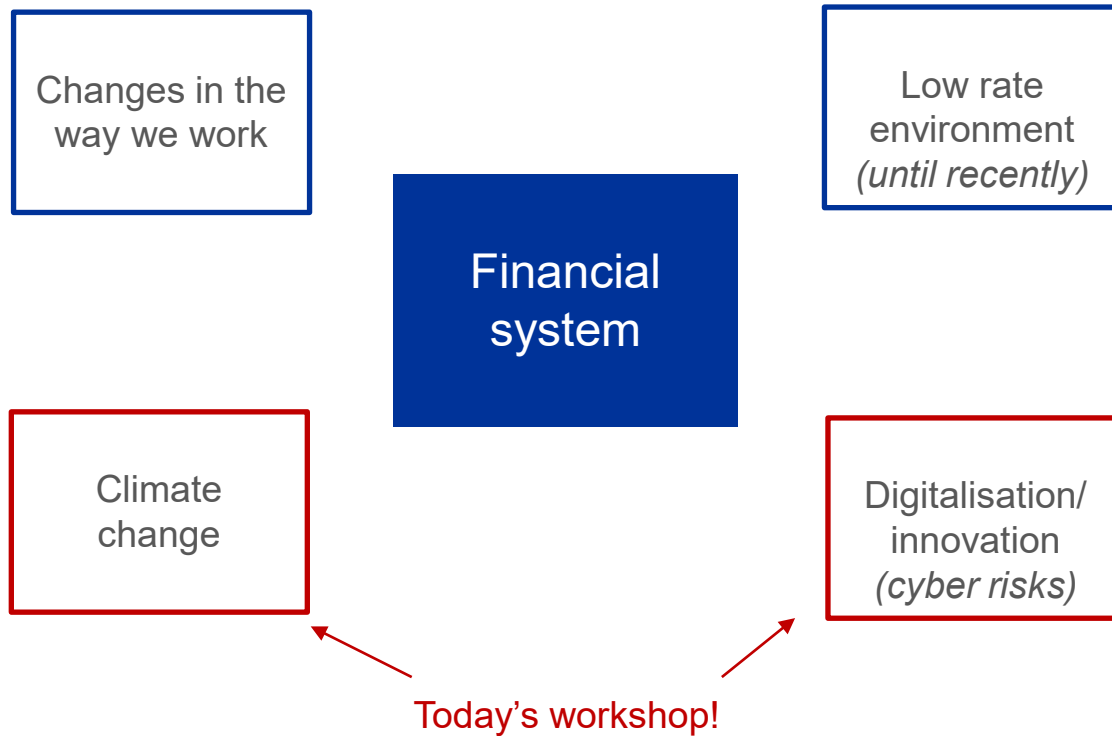 Changes in the
way we work
Low rate
environment
(until recently)
Financial
system
Climate
change
Digitalisation/
innovation
(cyber risks)
Today’s workshop!